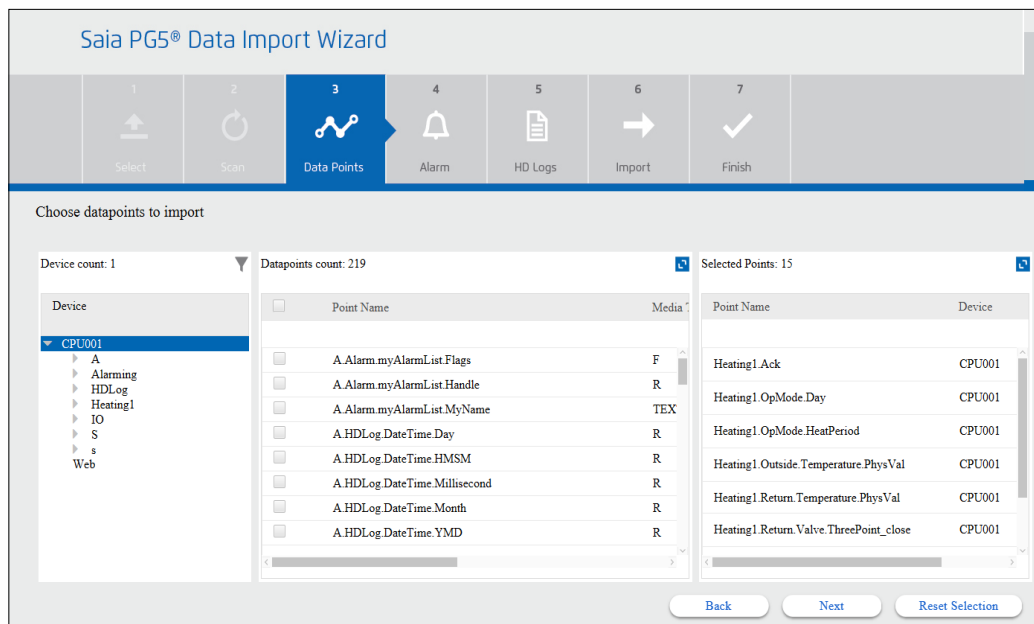 Saia PG5® Data Import Wizard
1 2 3 4 5 6 7
Select Scan Data Points Alarm HD Logs Import Finish
Choose datapoints to import
Device count: 1
Device
CPU001
A
Alarming
HDLog
Heating1
IO
S
s
Web
Datapoints count: 219
Point Name Media T
A.Alarm.myAlarmList.Flags F
A.Alarm.myAlarmList.Handle R
A.Alarm.myAlarmList.MyName TEX
A.HDLog.DateTime.Day R
A.HDLog.DateTime.HMSM R
A.HDLog.DateTime.Millisecond R
A.HDLog.DateTime.Month R
A.HDLog.DateTime.YMD R
Selected Points: 15
Point Name Device
Heating1.Ack CPU001
Heating1.OpMode.Day CPU001
Heating1.OpMode.HeatPeriod CPU001
Heating1.Outside.Temperature.PhysVal CPU001
Heating1.Return.Temperature.PhysVal CPU001
Heating1.Return.Valve.ThreePoint_close CPU001
Back Next Reset Selection